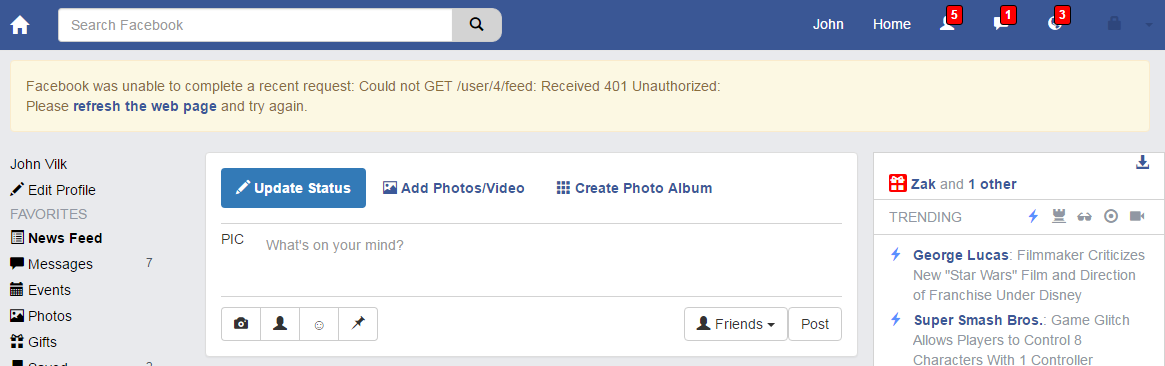 Search Facebook
John
Home
5
1
3
Facebook was unable to complete a recent request: Could not GET /user/4/feed: Received 401 Unauthorized:
Please refresh the web page and try again.
John Vilk
Edit Profile
FAVORITES
News Feed
Messages 7
Events
Photos
Gifts
Update Status
Add Photos/Video
Create Photo Album
PIC
What's on your mind?
Friends
Post
Zak and 1 other
TRENDING
George Lucas: Filmmaker Criticizes
New "Star Wars" Film and Direction
of Franchise Under Disney
Super Smash Bros.: Game Glitch
Allows Players to Control 8
Characters With 1 Controller